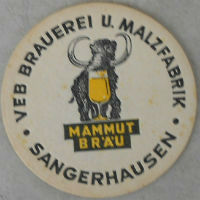 VEB BRAUEREI U. MALZFABRIK
MAMMUT
BRÄU
• SANGERHAUSEN •